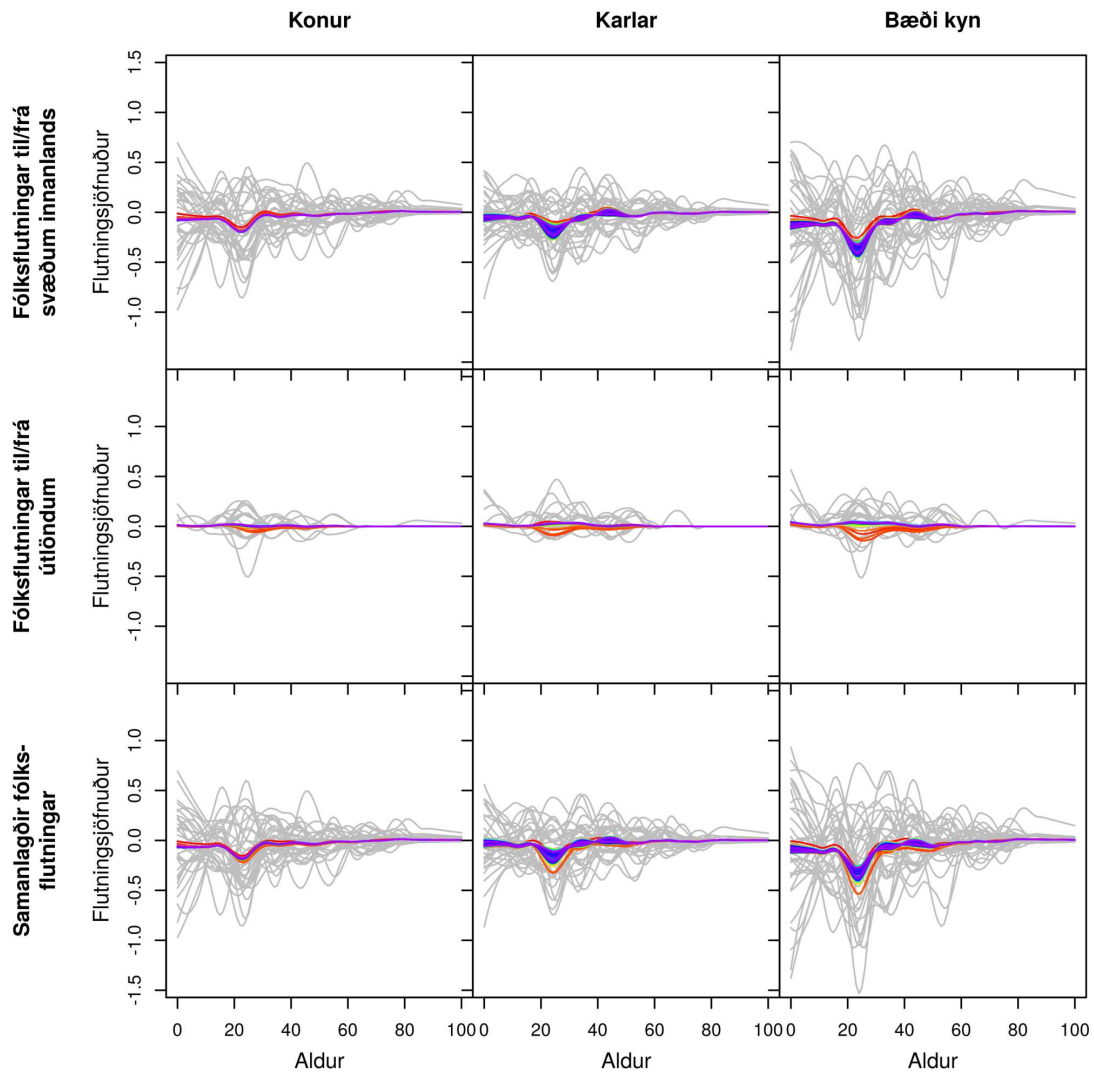 Konur
Karlar
Bæði kyn
Fólksflutningar til/frá
svæðum innanlands
Flutningsjöfnuður
1.5
1.0
0.5
0.0
-0.5
-1.0
Fólksflutningar til/frá
útlöndum
Flutningsjöfnuður
1.0
0.5
0.0
-0.5
-1.0
Samanlagðir fólks-
flutningar
Flutningsjöfnuður
1.0
0.5
0.0
-0.5
-1.0
-1.5
0 20 40 60 80 100
0 20 40 60 80 100
0 20 40 60 80 100
Aldur
Aldur
Aldur